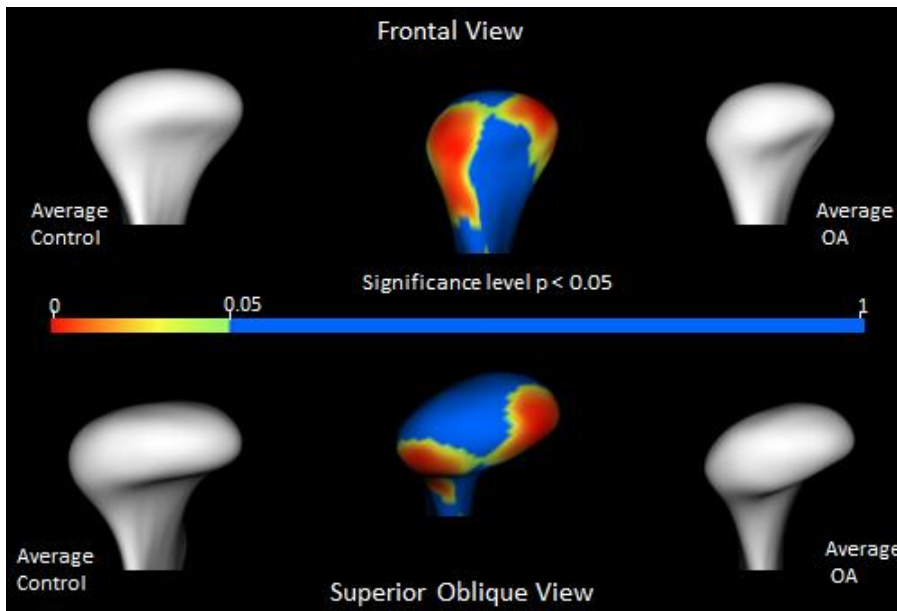 Frontal View
Average
Control
Average
OA
Significance level p < 0.05
0
0.05
1
Average
Control
Average
OA
Superior Oblique View